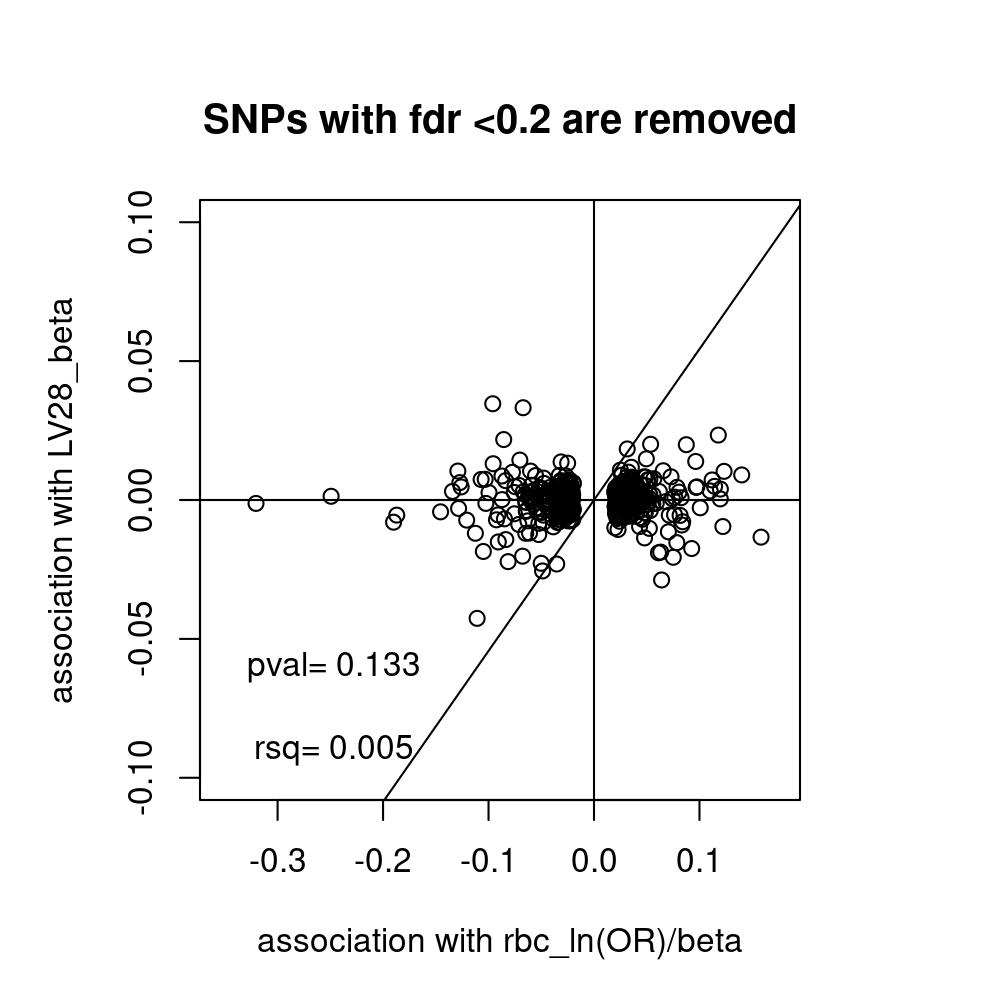 SNPs with fdr <0.2 are removed
association with LV28_beta
0.10
0.05
0.00
-0.05
-0.10
pval= 0.133
rsq= 0.005
-0.3 -0.2 -0.1 0.0 0.1
association with rbc_ln(OR)/beta